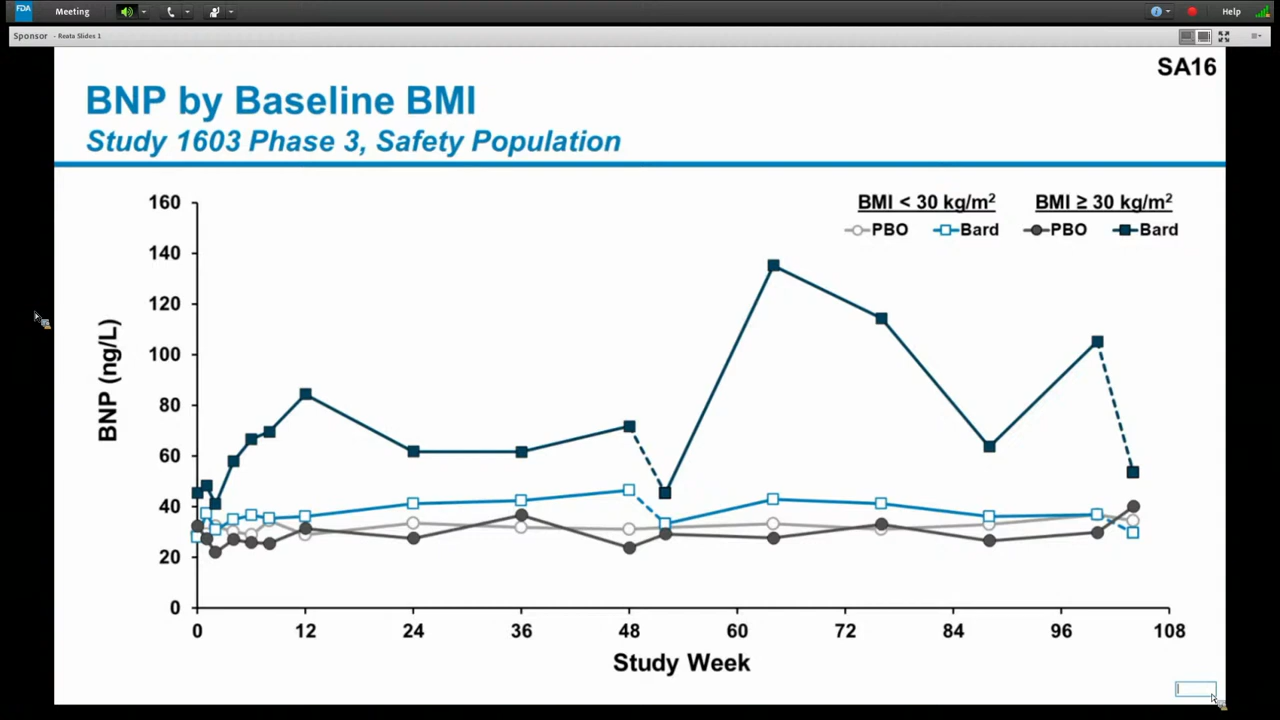 FDA Meeting Help
Sponsor - Reata Slides 1
SA16
BNP by Baseline BMI
Study 1603 Phase 3, Safety Population
BMI < 30 kg/m² BMI ≥ 30 kg/m²
PBO Bard PBO Bard
BNP (ng/L)
160
140
120
100
80
60
40
20
0
0 12 24 36 48 60 72 84 96 108
Study Week